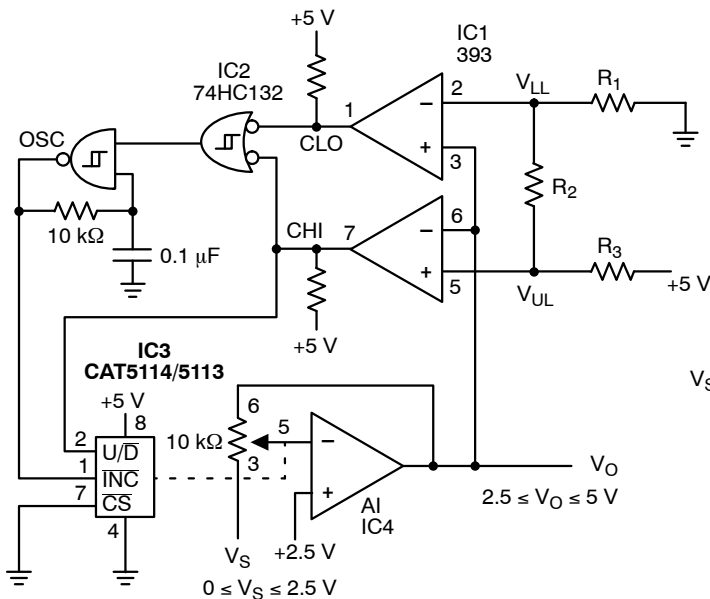 +5 V
IC1
393
IC2
74HC132
2
V_LL
R1
1
−
OSC
CLO
+
3
R2
10 kΩ
CHI
7
−
6
R3
0.1 µF
+
5
V_UL
+5 V
+5 V
IC3
CAT5114/5113
+5 V
V_S
8
6
2
U/D̅
10 kΩ
5
−
1
I̅N̅C̅
3
V_O
7
C̅S̅
+
AI
IC4
2.5 ≤ V_O ≤ 5 V
4
V_S
+2.5 V
0 ≤ V_S ≤ 2.5 V